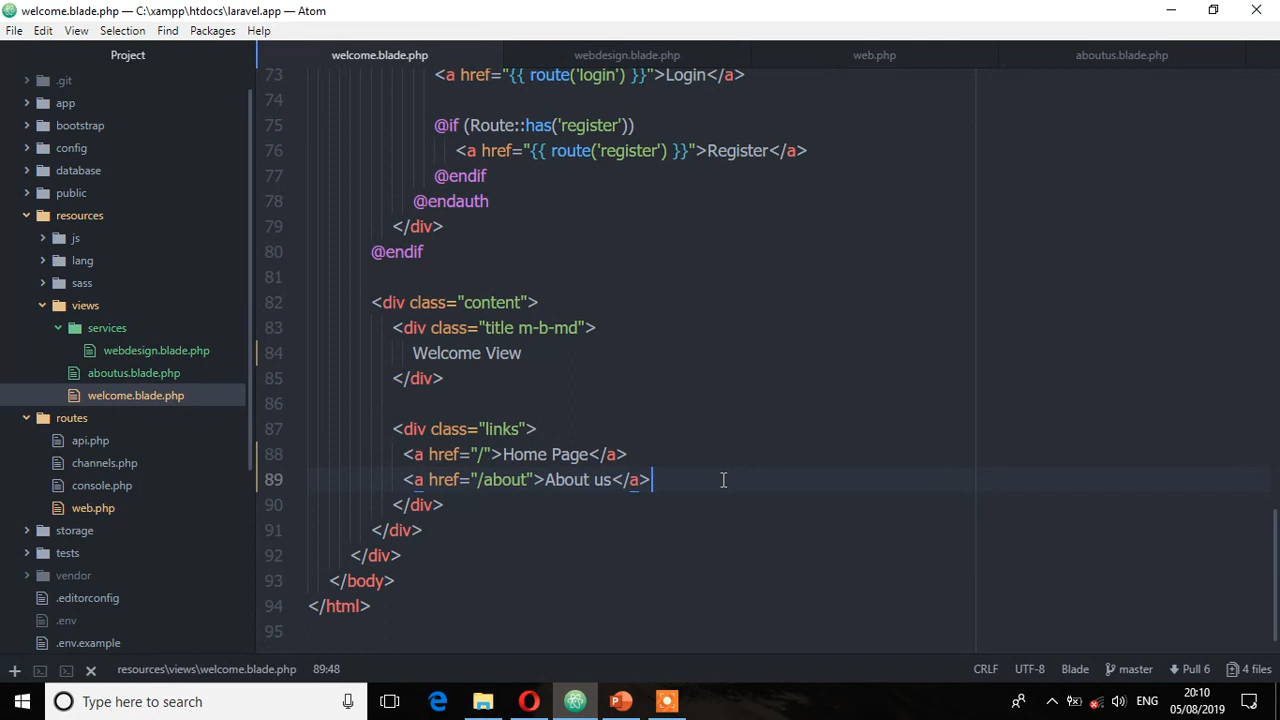 welcome.blade.php — C:\xampp\htdocs\laravel.app — Atom
File Edit View Selection Find Packages Help
Project
welcome.blade.php webdesign.blade.php web.php aboutus.blade.php
.git
app
bootstrap
config
database
public
resources
js
lang
sass
views
services
webdesign.blade.php
aboutus.blade.php
welcome.blade.php
routes
api.php
channels.php
console.php
web.php
storage
tests
vendor
.editorconfig
.env
.env.example
73 <a href="{{ route('login') }}">Login</a>
74
75 @if (Route::has('register'))
76 <a href="{{ route('register') }}">Register</a>
77 @endif
78 @endauth
79 </div>
80 @endif
81
82 <div class="content">
83 <div class="title m-b-md">
84 Welcome View
85 </div>
86
87 <div class="links">
88 <a href="/">Home Page</a>
89 <a href="/about">About us</a>
90 </div>
91 </div>
92 </div>
93 </body>
94 </html>
95
resources\views\welcome.blade.php 89:48 CRLF UTF-8 Blade master Pull 6 4 files
Type here to search ENG 20:10
05/08/2019